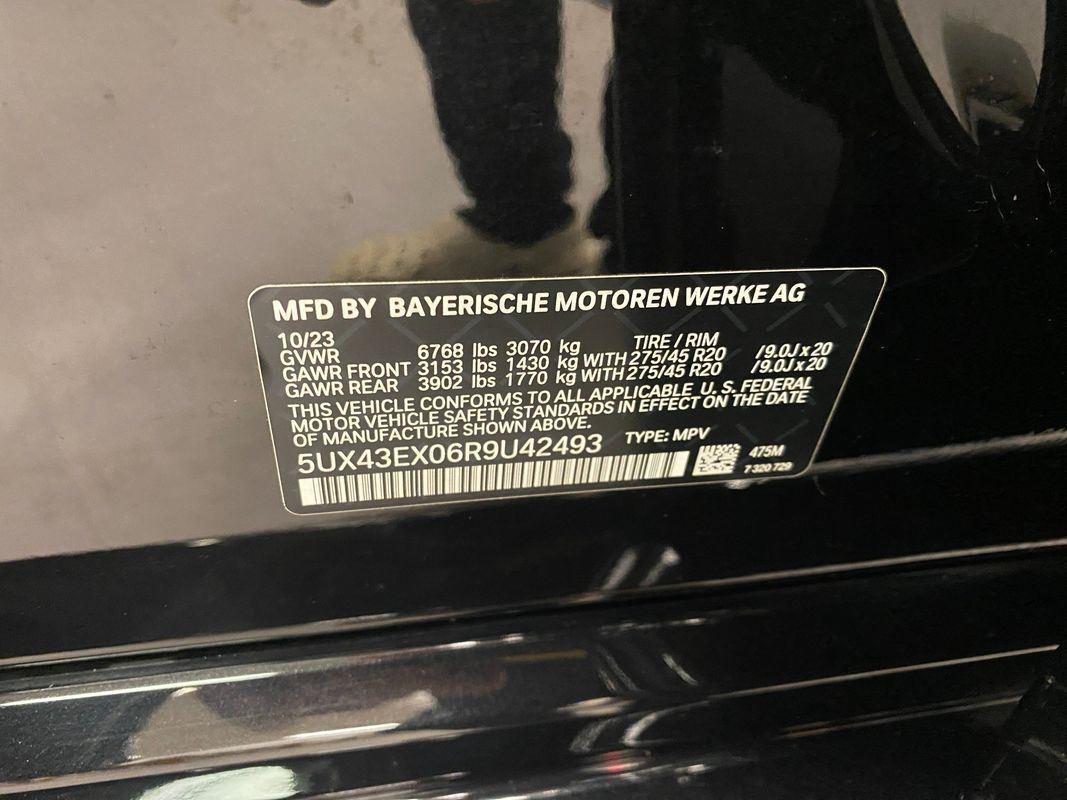 MFD BY BAYERISCHE MOTOREN WERKE AG
10/23 TIRE / RIM
GVWR 6768 lbs 3070 kg
GAWR FRONT 3153 lbs 1430 kg WITH 275/45 R20 /9.0J x 20
GAWR REAR 3902 lbs 1770 kg WITH 275/45 R20 /9.0J x 20
THIS VEHICLE CONFORMS TO ALL APPLICABLE U. S. FEDERAL
MOTOR VEHICLE SAFETY STANDARDS IN EFFECT ON THE DATE
OF MANUFACTURE SHOWN ABOVE.
5UX43EX06R9U42493 TYPE: MPV
475M
7 320 729